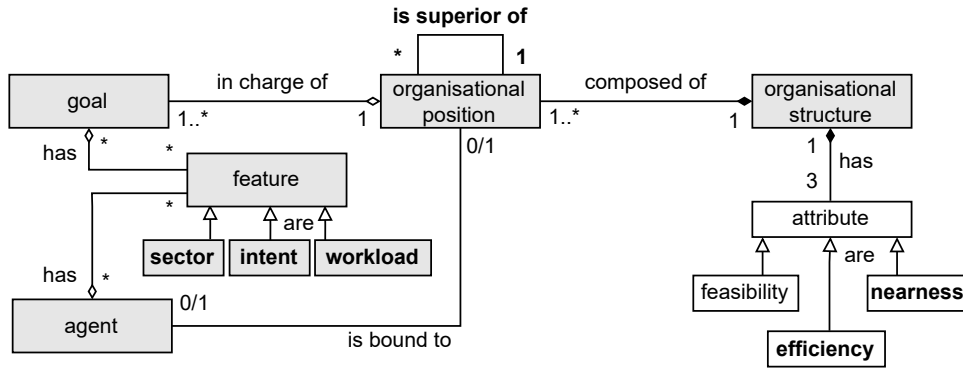 is superior of
* 1
goal
in charge of
organisational
position
composed of
organisational
structure
1..*
1
1..*
1
has
*
*
0/1
1
has
feature
3
*
are
attribute
sector
intent
workload
are
has
*
feasibility
nearness
0/1
agent
is bound to
efficiency